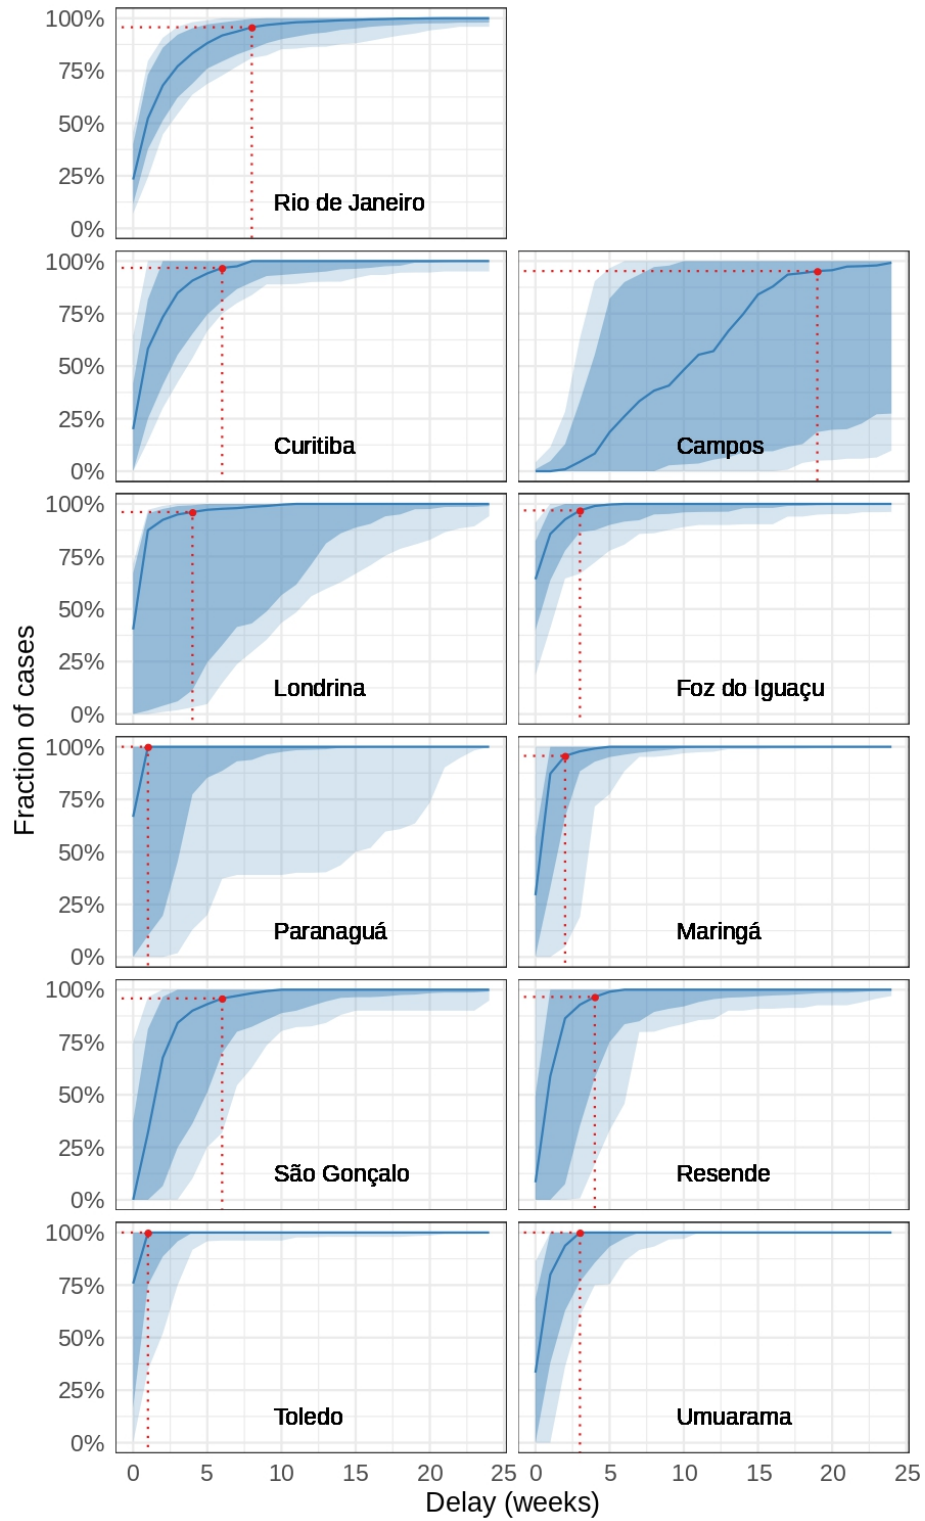 100%
75%
50%
25%
0%
Rio de Janeiro
100%
75%
50%
25%
0%
Curitiba
Campos
100%
75%
50%
25%
0%
Londrina
Foz do Iguaçu
Fraction of cases
100%
75%
50%
25%
0%
Paranaguá
Maringá
100%
75%
50%
25%
0%
São Gonçalo
Resende
100%
75%
50%
25%
0%
Toledo
Umuarama
0 5 10 15 20 25 0 5 10 15 20 25
Delay (weeks)